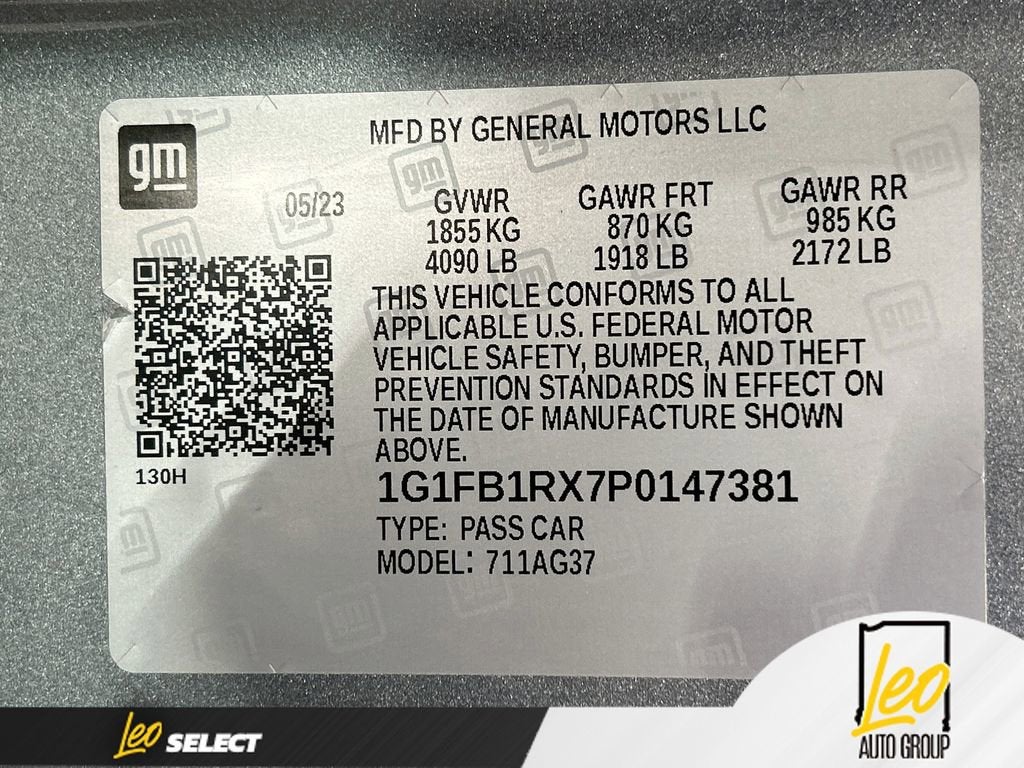 gm
MFD BY GENERAL MOTORS LLC
05/23
GVWR GAWR FRT GAWR RR
1855 KG 870 KG 985 KG
4090 LB 1918 LB 2172 LB
THIS VEHICLE CONFORMS TO ALL
APPLICABLE U.S. FEDERAL MOTOR
VEHICLE SAFETY, BUMPER, AND THEFT
PREVENTION STANDARDS IN EFFECT ON
THE DATE OF MANUFACTURE SHOWN
ABOVE.
130H
1G1FB1RX7P0147381
TYPE: PASS CAR
MODEL: 711AG37
Leo SELECT
Leo
AUTO GROUP